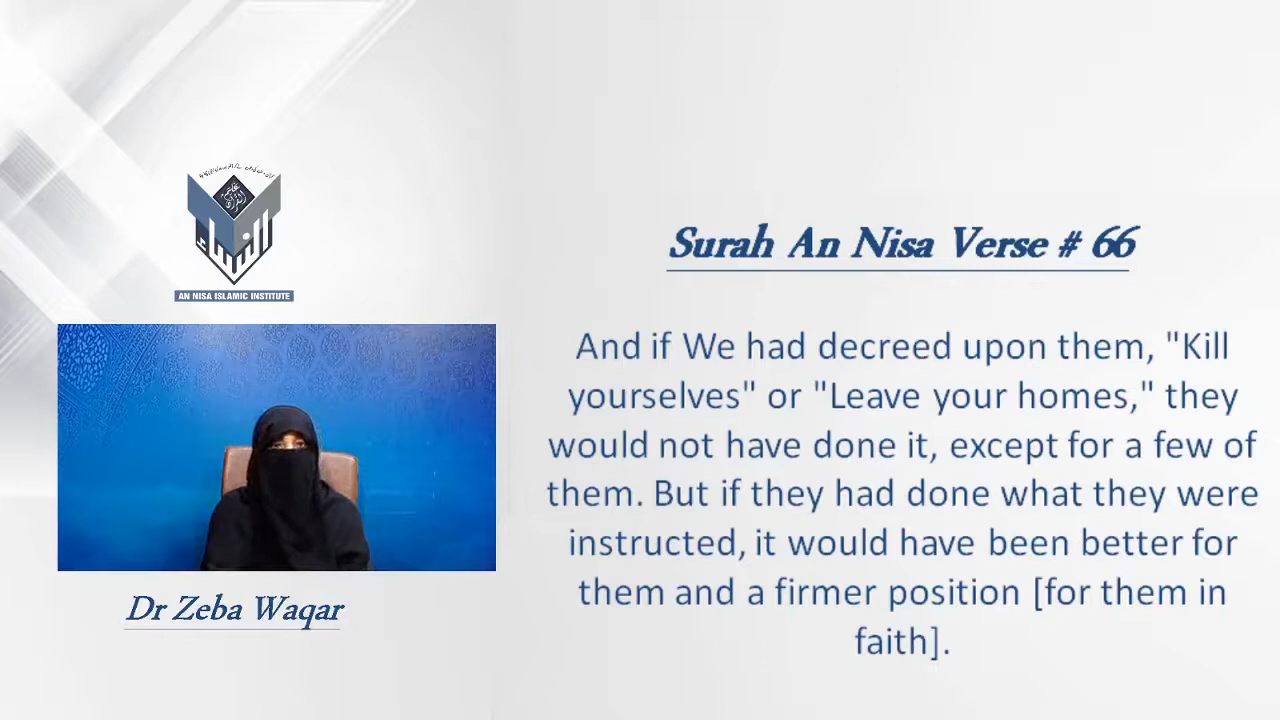 AN NISA ISLAMIC INSTITUTE
Dr Zeba Waqar
Surah An Nisa Verse # 66
And if We had decreed upon them, "Kill
yourselves" or "Leave your homes," they
would not have done it, except for a few of
them. But if they had done what they were
instructed, it would have been better for
them and a firmer position [for them in
faith].